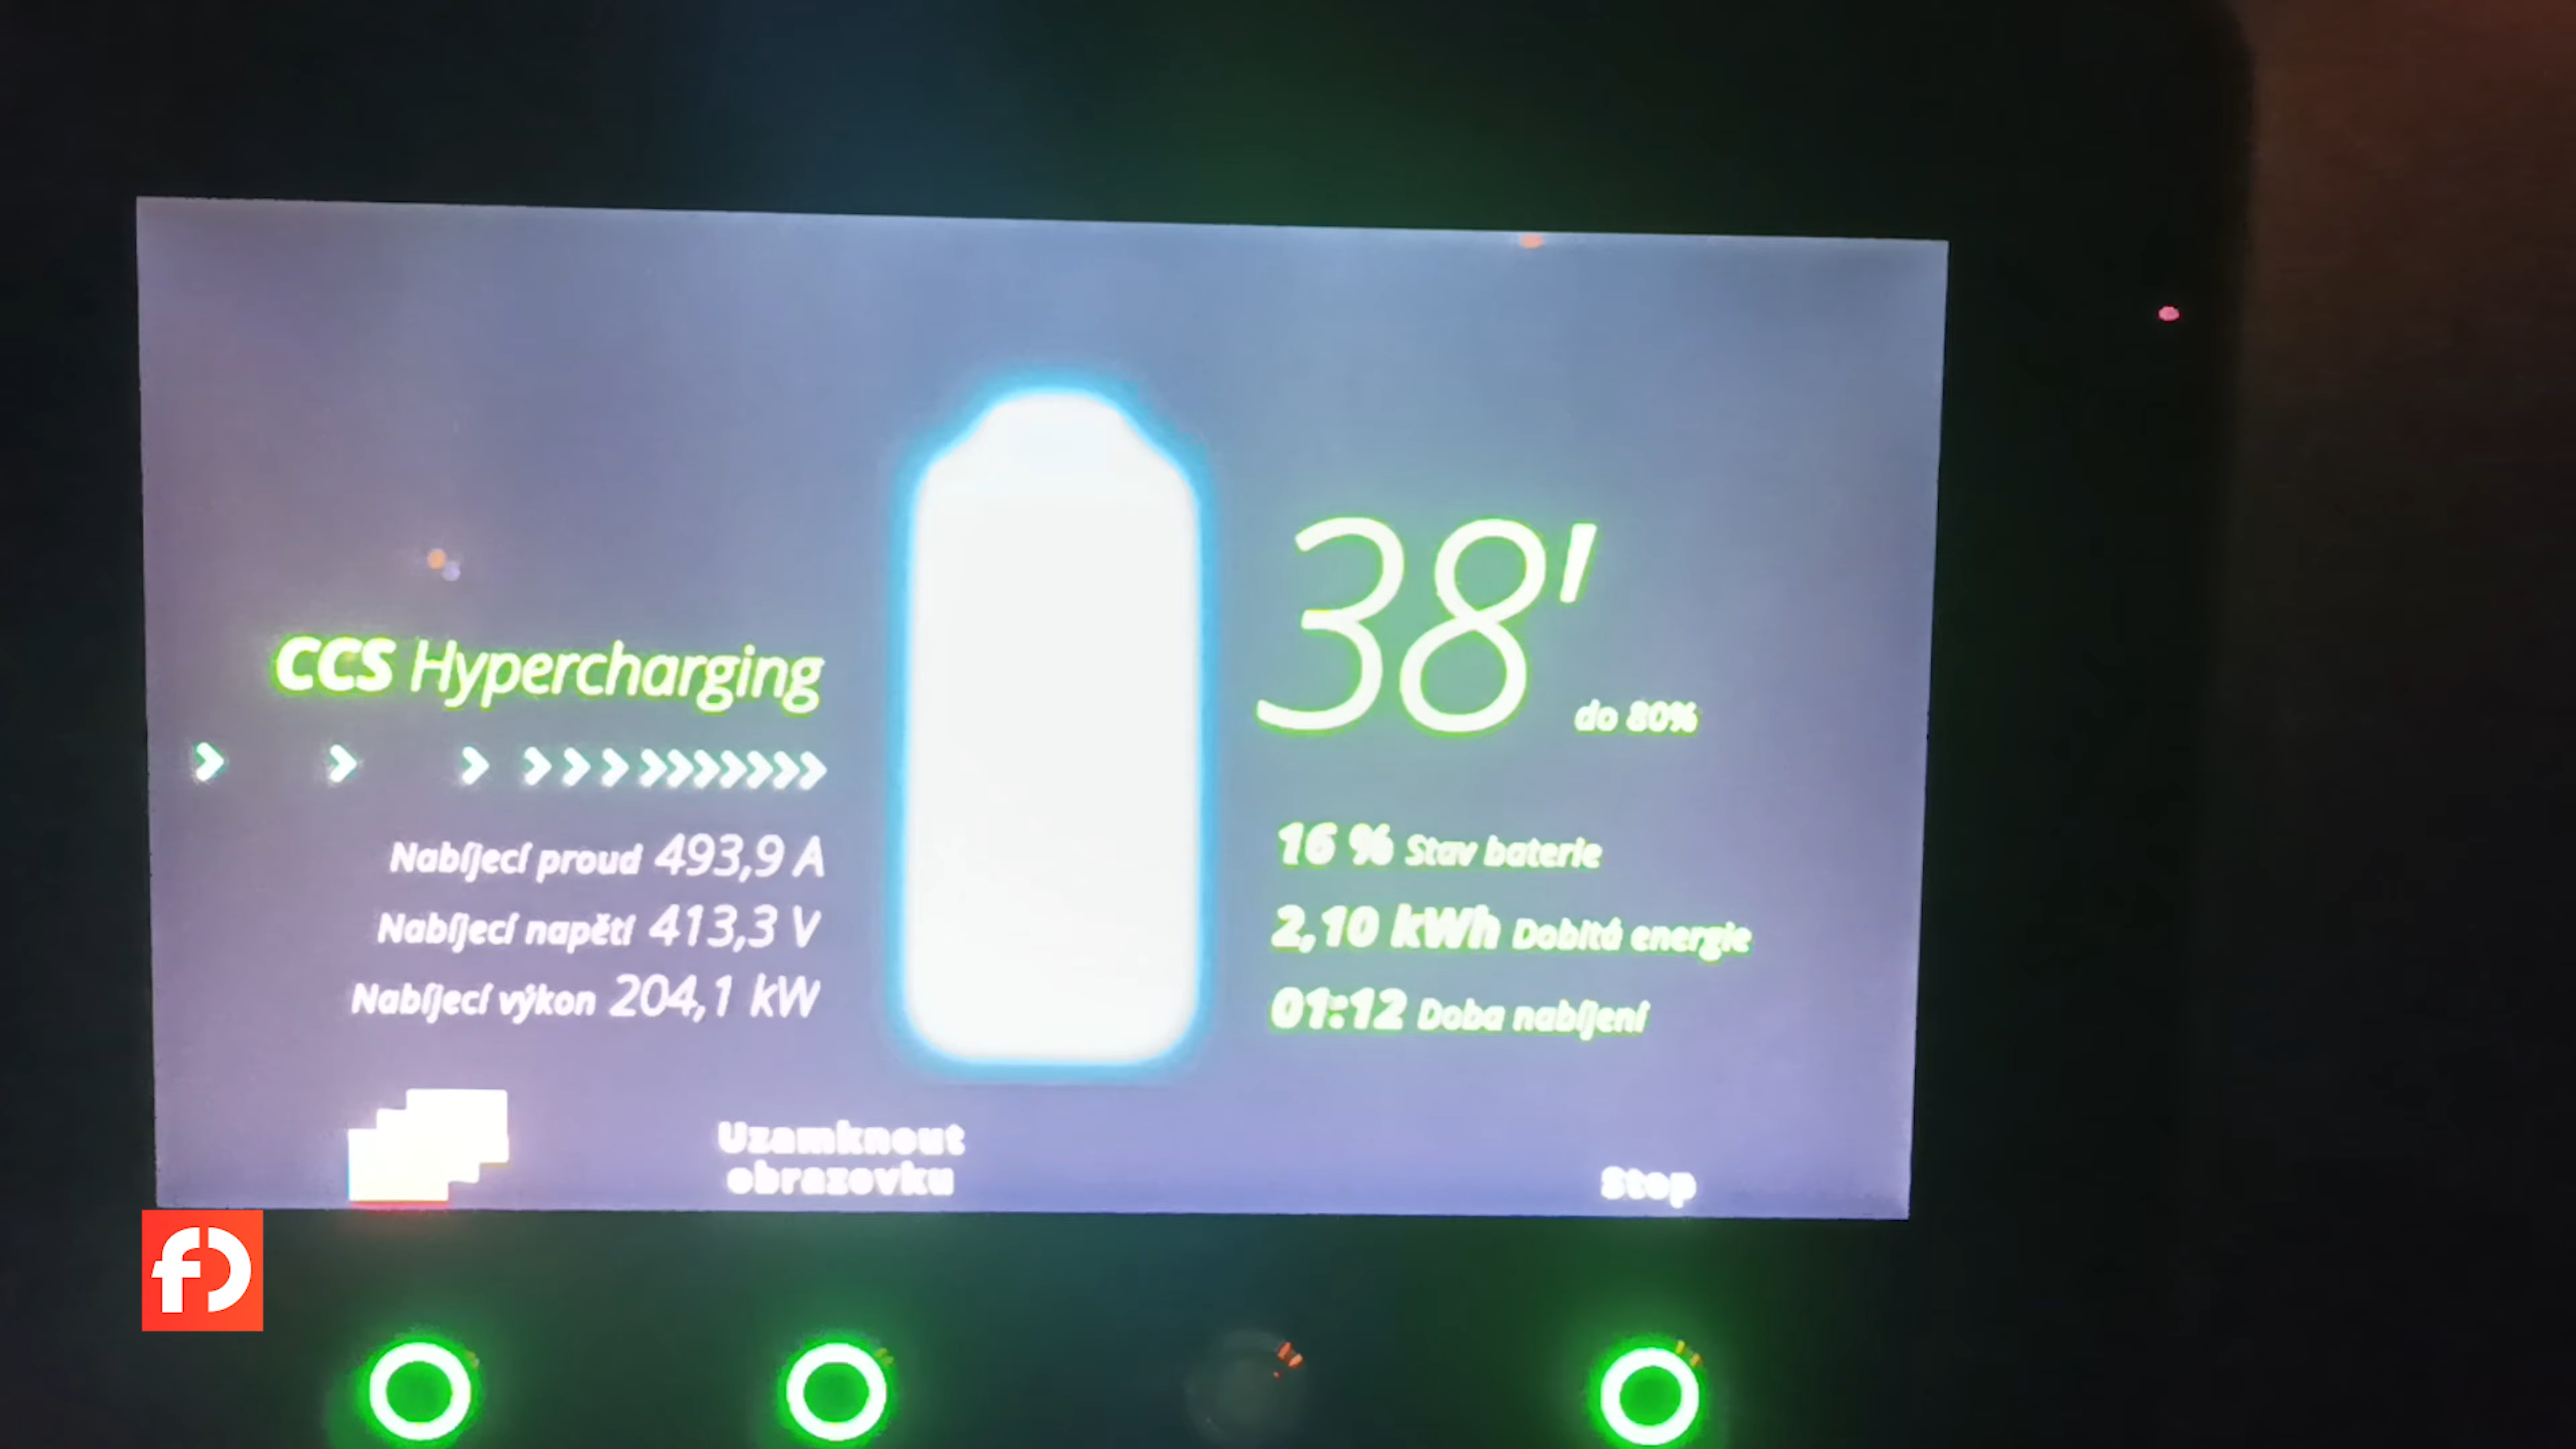 CCS Hypercharging
Nabíjecí proud 493,9 A
Nabíjecí napětí 413,3 V
Nabíjecí výkon 204,1 kW
38'
do 80%
16 % Stav baterie
2,10 kWh Dobitá energie
01:12 Doba nabíjení
Uzamknout
obrazovku
Stop